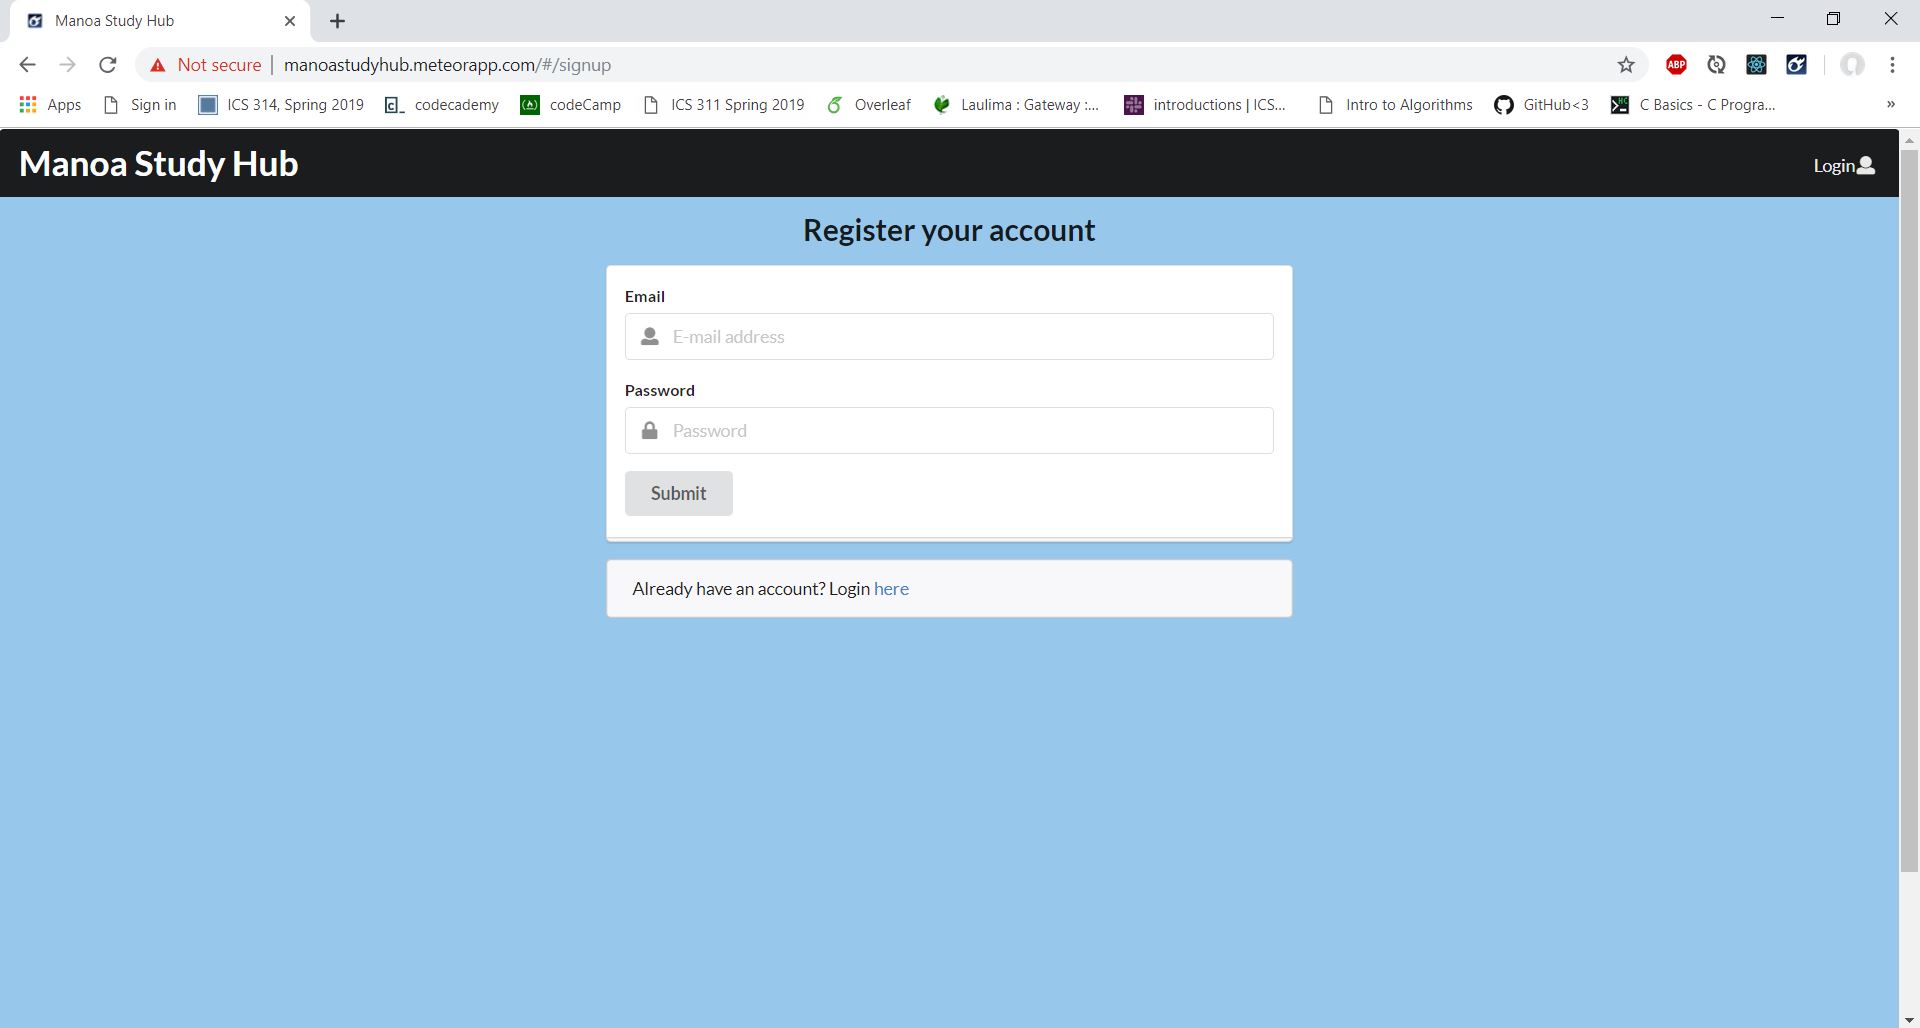 Manoa Study Hub
Not secure | manoastudyhub.meteorapp.com/#/signup
ABP
Apps Sign in ICS 314, Spring 2019 codecademy codeCamp ICS 311 Spring 2019 Overleaf Laulima : Gateway :... introductions | ICS... Intro to Algorithms GitHub<3 C Basics - C Progra... »
Manoa Study Hub Login
Register your account
Email
E-mail address
Password
Password
Submit
Already have an account? Login here